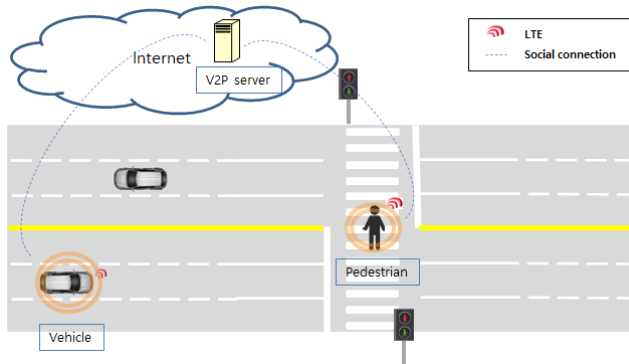 Internet
V2P server
LTE
Social connection
Pedestrian
Vehicle